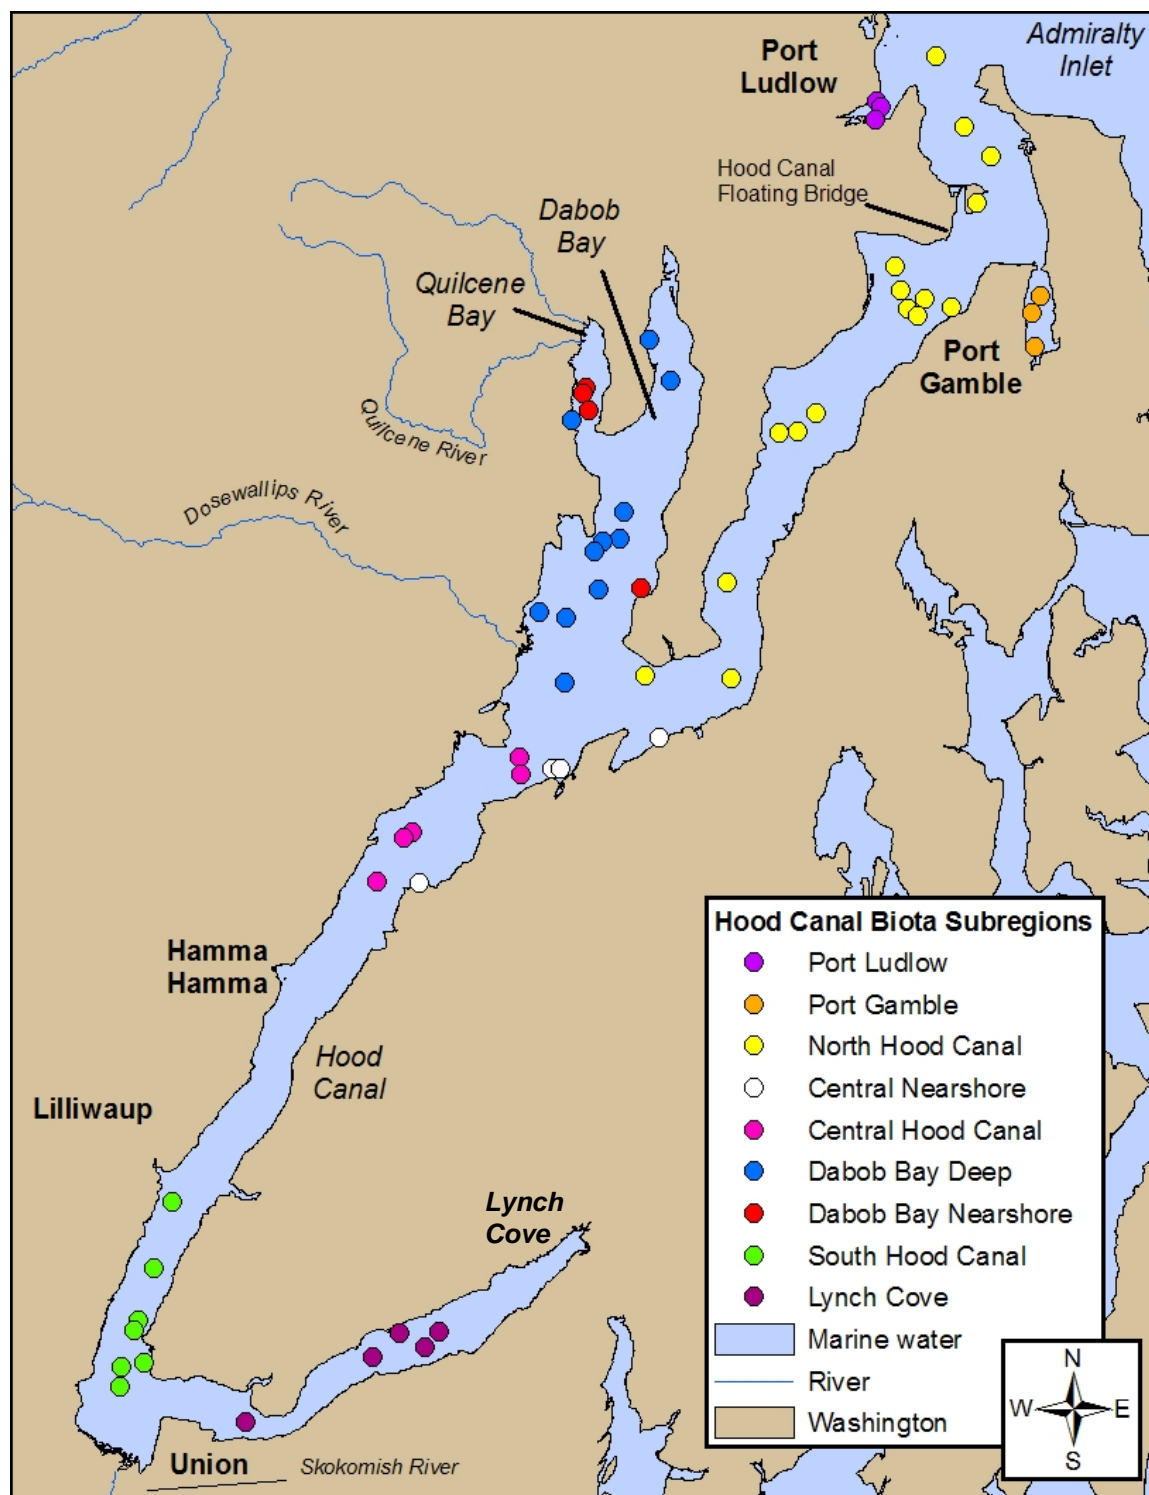 Admiralty
Inlet
Port
Ludlow
Hood Canal
Floating Bridge
Dabob
Bay
Quilcene
Bay
Port
Gamble
Quilcene River
Dosewallips River
Hamma
Hamma
Hood
Canal
Lilliwaup
Lynch
Cove
Union
Skokomish River
Hood Canal Biota Subregions
Port Ludlow
Port Gamble
North Hood Canal
Central Nearshore
Central Hood Canal
Dabob Bay Deep
Dabob Bay Nearshore
South Hood Canal
Lynch Cove
Marine water
River
Washington
N
W E
S